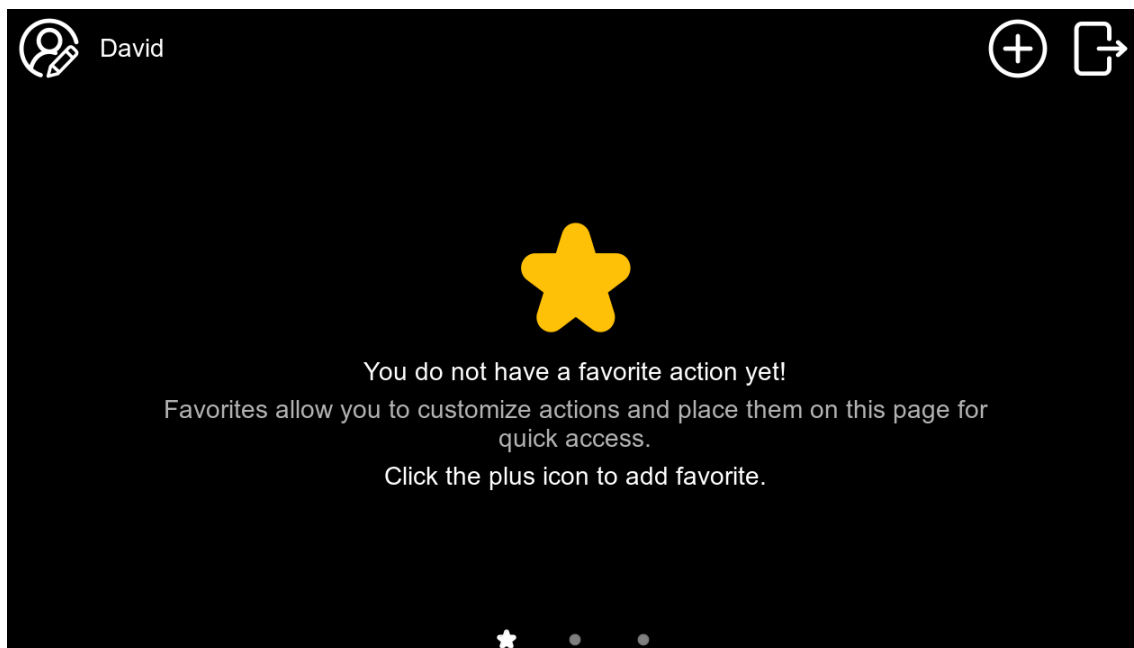 David
You do not have a favorite action yet!
Favorites allow you to customize actions and place them on this page for
quick access.
Click the plus icon to add favorite.